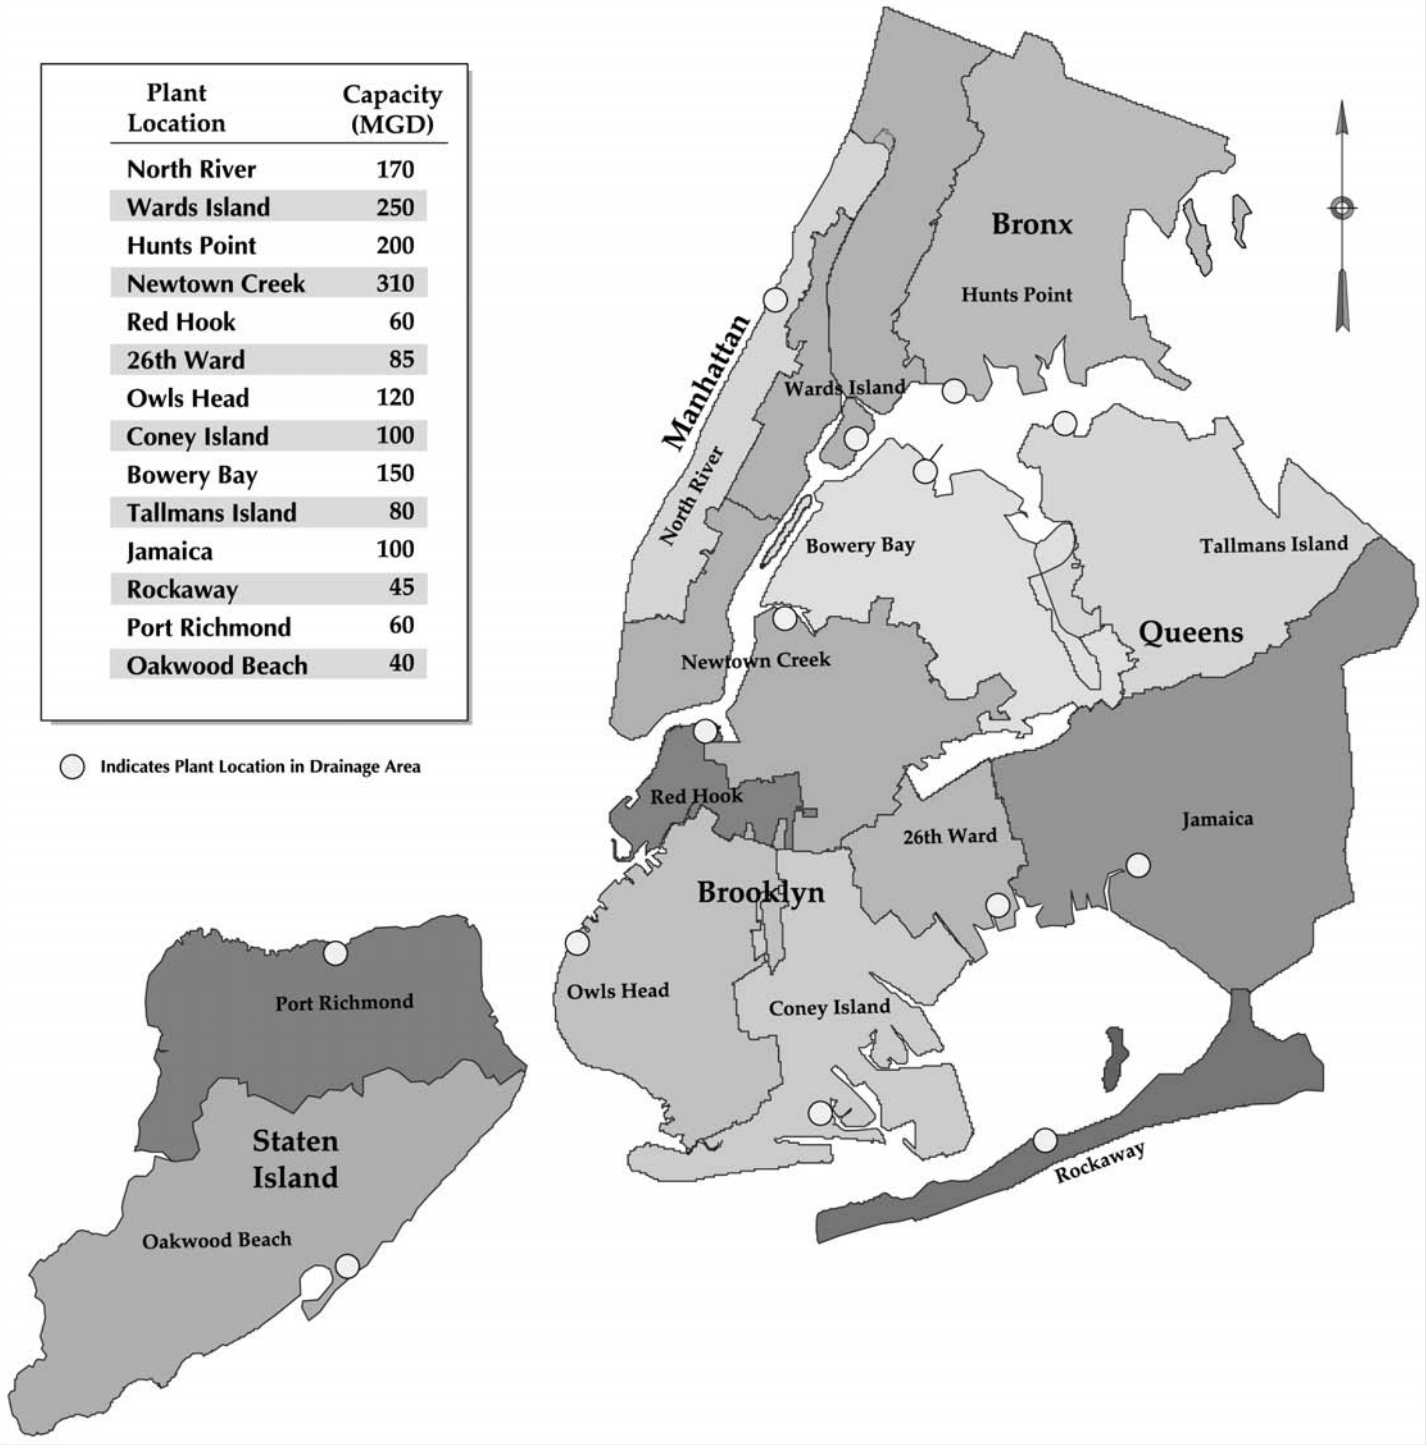 Plant Capacity
Location (MGD)
North River 170
Wards Island 250
Hunts Point 200
Newtown Creek 310
Red Hook 60
26th Ward 85
Owls Head 120
Coney Island 100
Bowery Bay 150
Tallmans Island 80
Jamaica 100
Rockaway 45
Port Richmond 60
Oakwood Beach 40
Indicates Plant Location in Drainage Area
Bronx
Hunts Point
Manhattan
Wards Island
North River
Bowery Bay
Tallmans Island
Queens
Newtown Creek
Red Hook
Jamaica
26th Ward
Brooklyn
Owls Head
Coney Island
Rockaway
Port Richmond
Staten
Island
Oakwood Beach